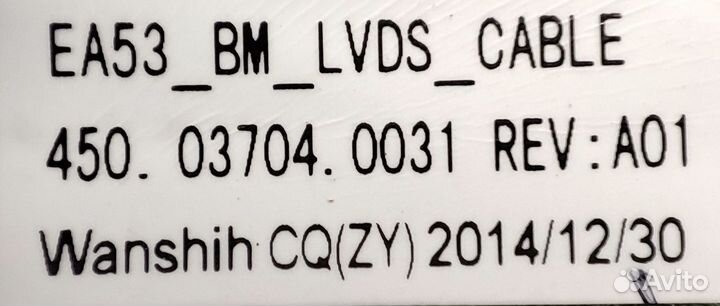 EA53_BM_LVDS_CABLE
450. 03704. 0031 REV:A01
Wanshih CQ(ZY) 2014/12/30
Avito